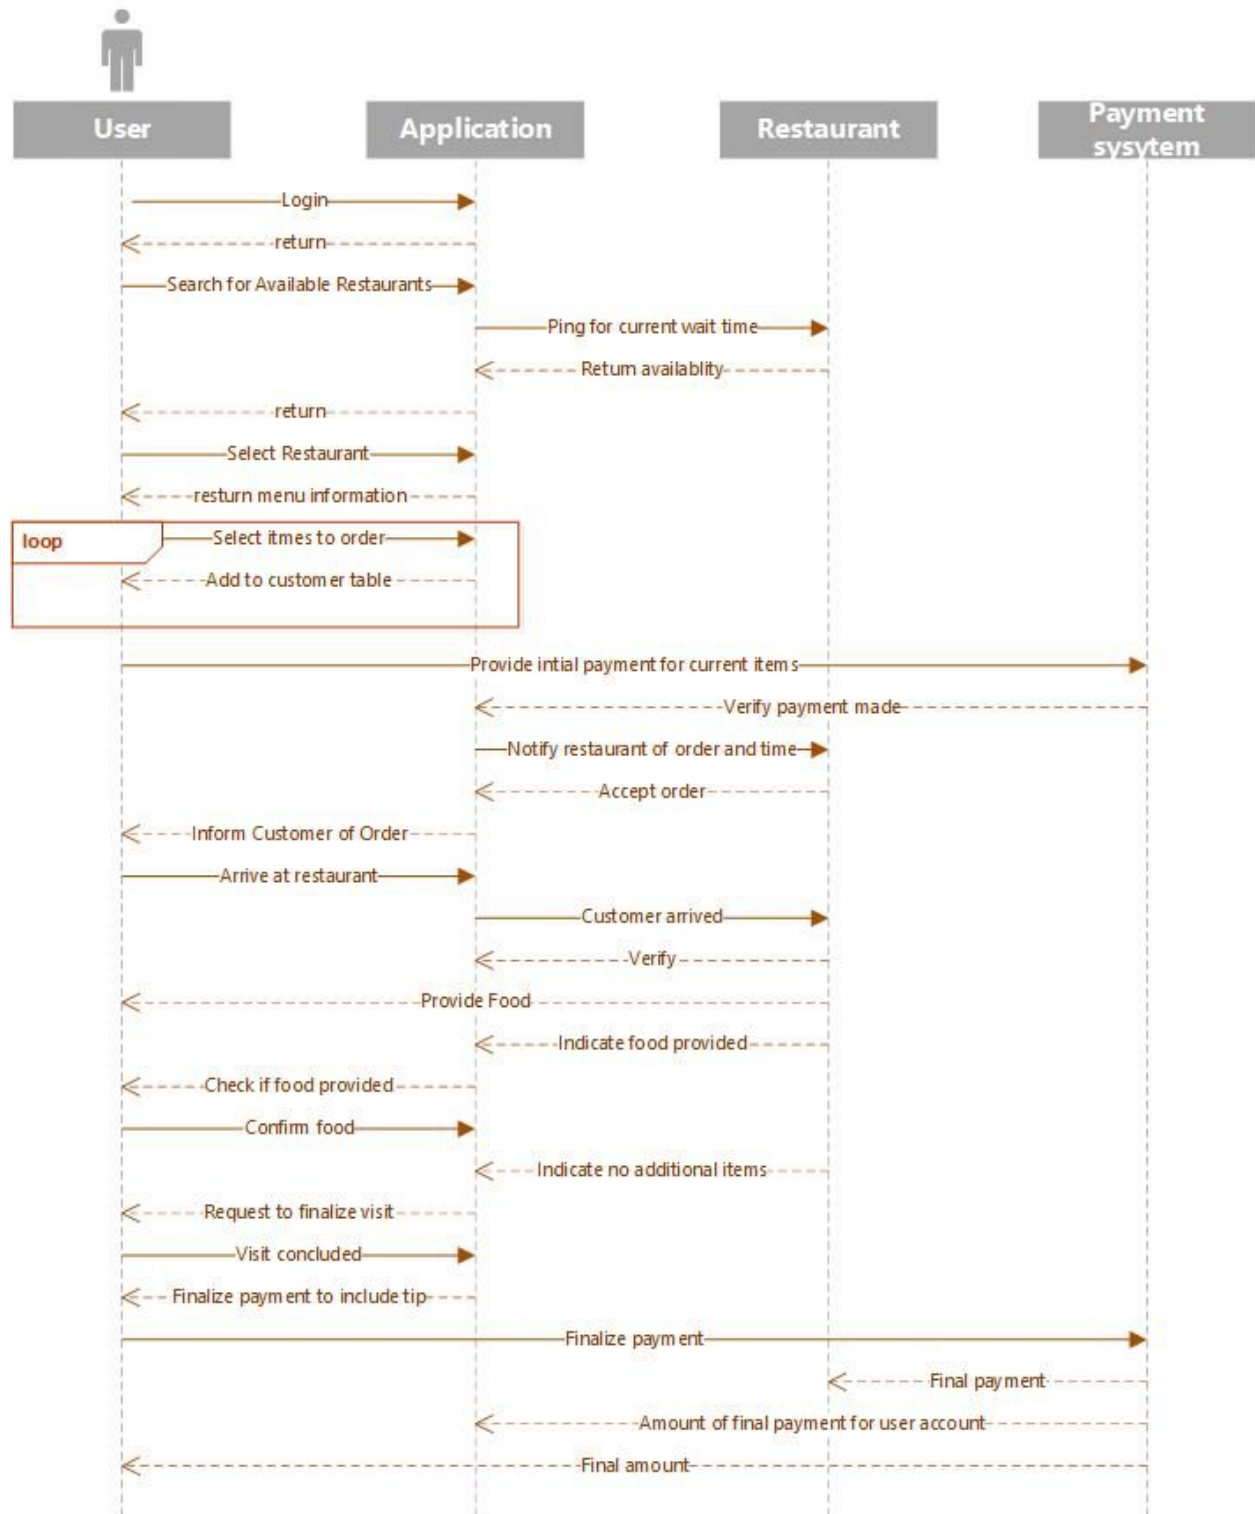 User
Application
Restaurant
Payment
sysytem
Login
return
Search for Available Restaurants
Ping for current wait time
Return availablity
return
Select Restaurant
resturn menu information
loop
Select itmes to order
Add to customer table
Provide intial payment for current items
Verify payment made
Notify restaurant of order and time
Accept order
Inform Customer of Order
Arrive at restaurant
Customer arrived
Verify
Provide Food
Indicate food provided
Check if food provided
Confirm food
Indicate no additional items
Request to finalize visit
Visit concluded
Finalize payment to include tip
Finalize payment
Final payment
Amount of final payment for user account
Final amount